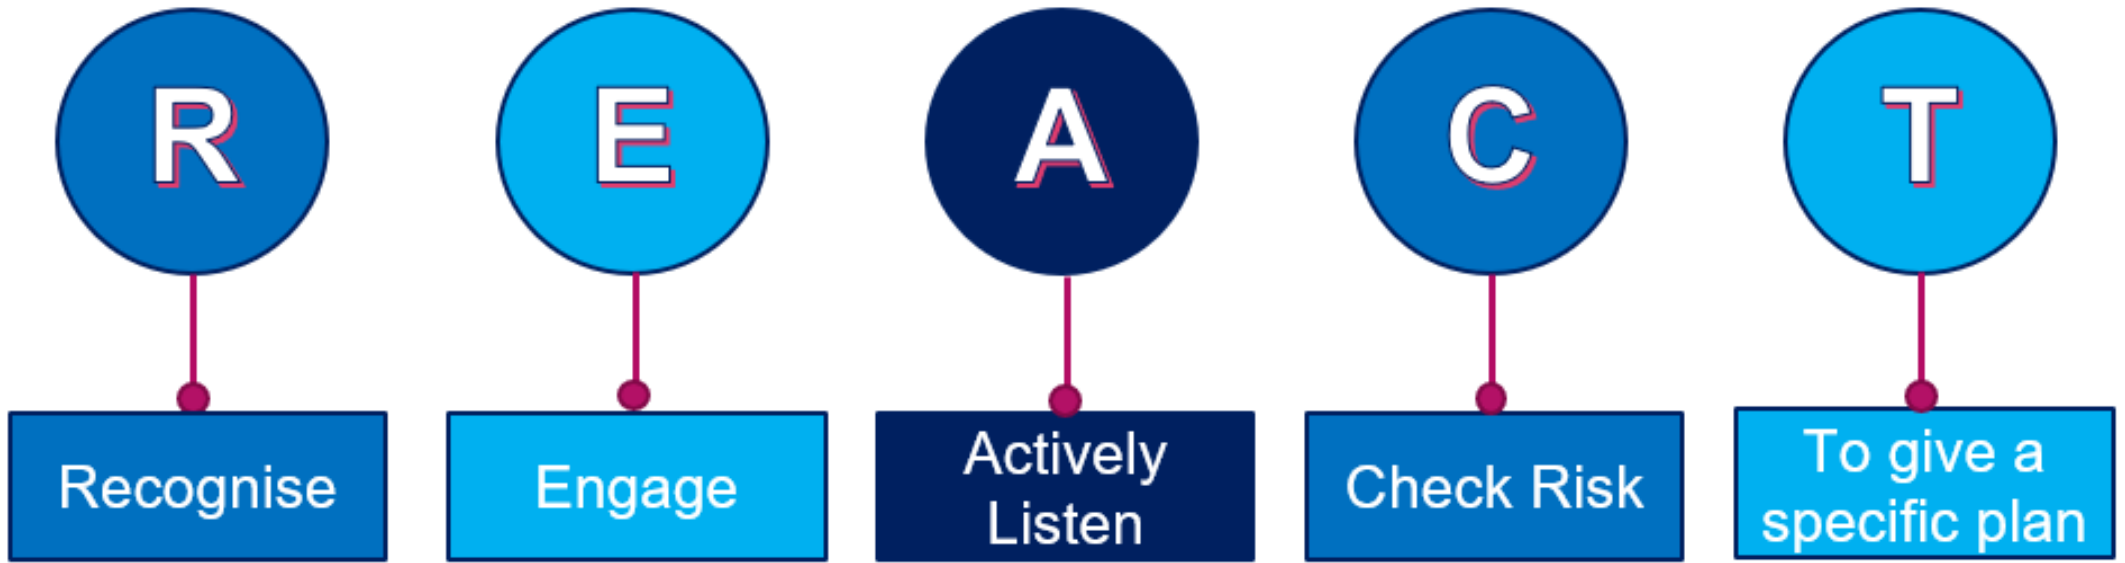 R
E
A
C
T
Recognise
Engage
Actively
Listen
Check Risk
To give a
specific plan